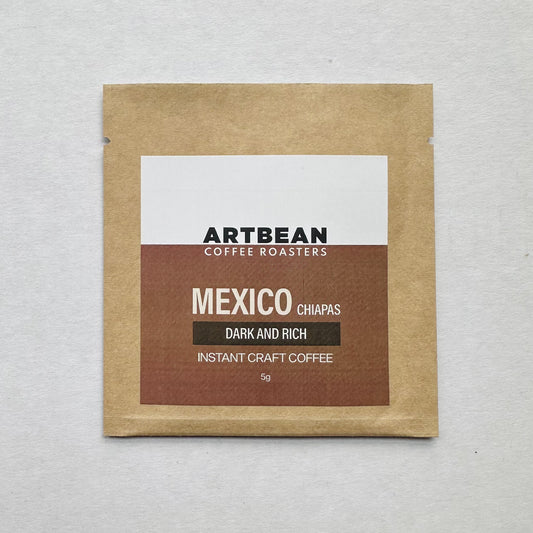 ARTBEAN
COFFEE ROASTERS
MEXICO CHIAPAS
DARK AND RICH
INSTANT CRAFT COFFEE
5g